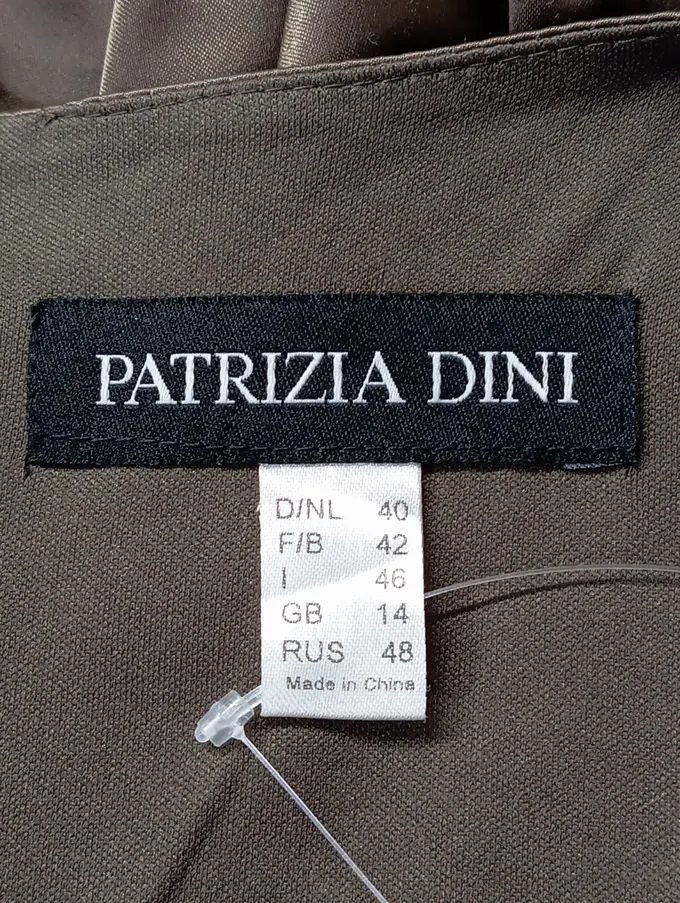 PATRIZIA DINI
D/NL 40
F/B 42
I 46
GB 14
RUS 48
Made in China